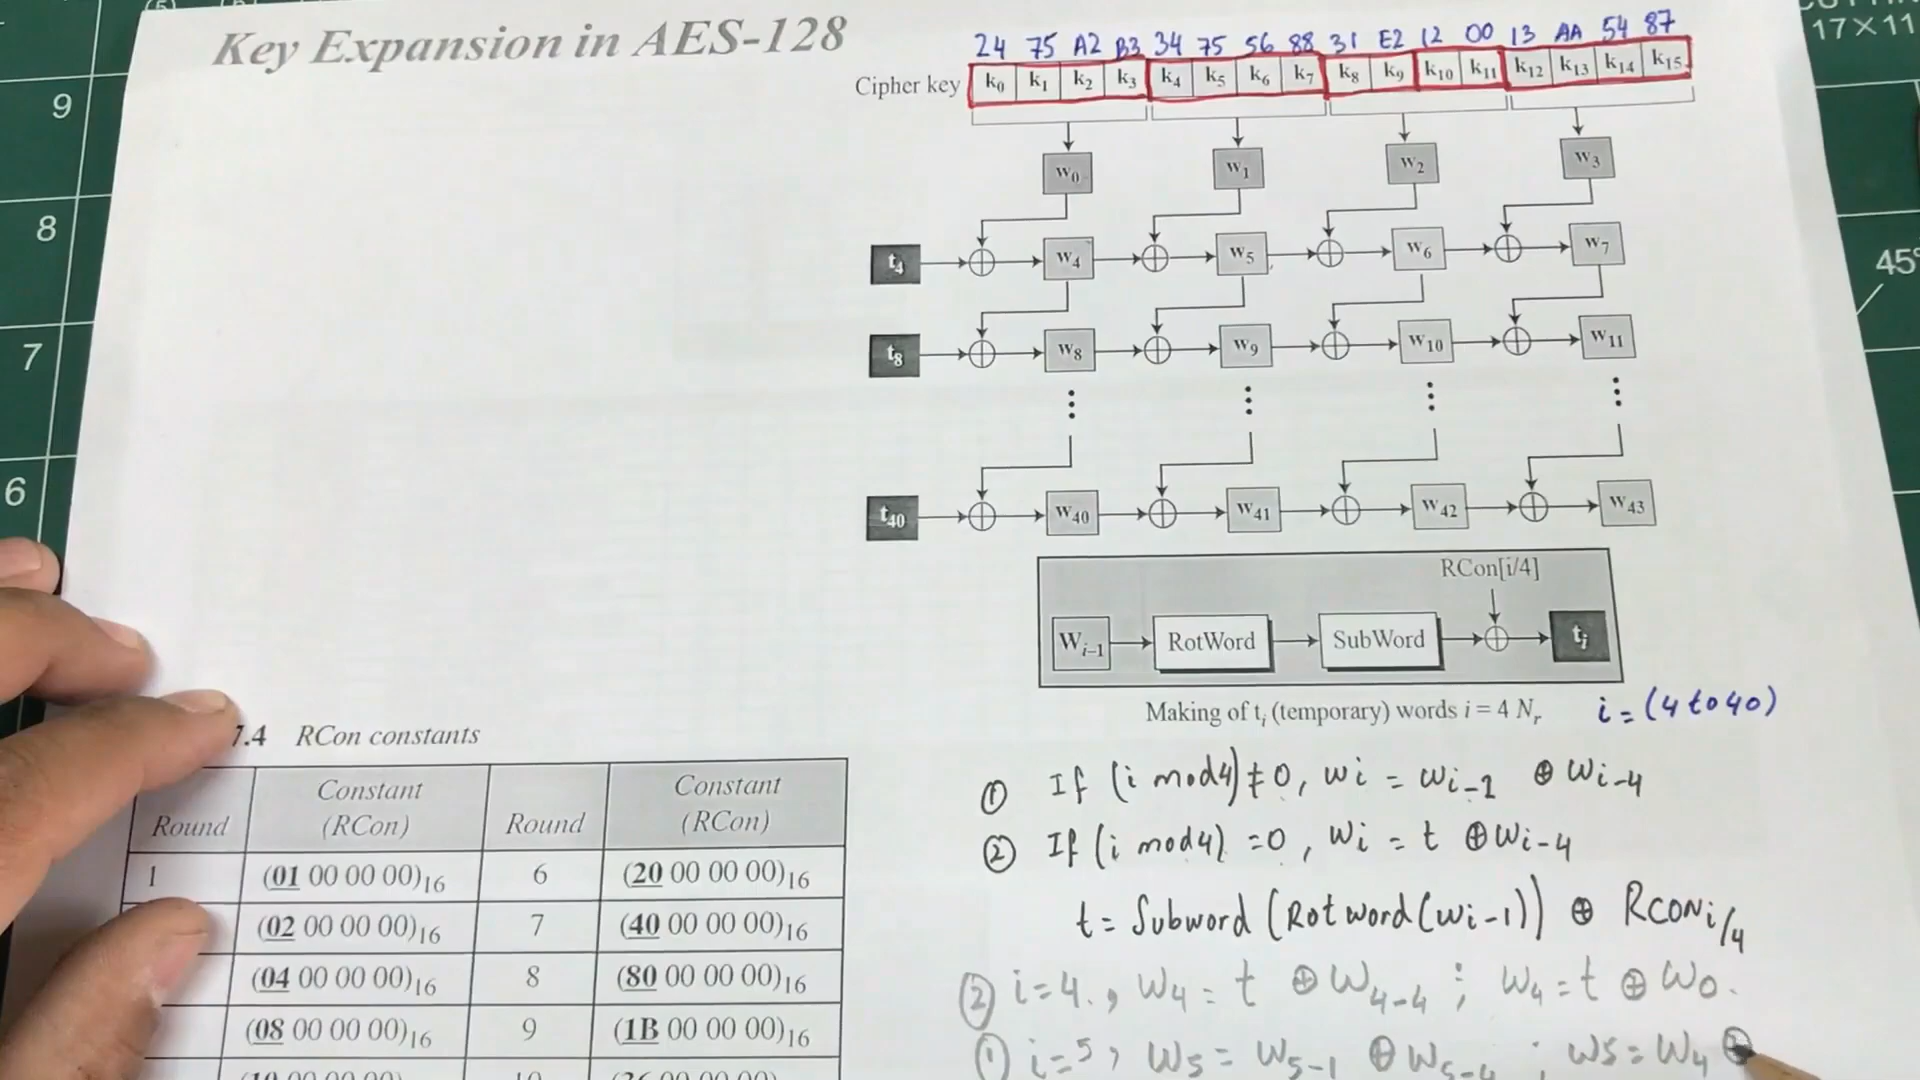 Key Expansion in AES-128
24 75 A2 B3 34 75 56 88 31 E2 12 00 13 AA 54 87
Cipher key k0 k1 k2 k3 k4 k5 k6 k7 k8 k9 k10 k11 k12 k13 k14 k15
w0 w1 w2 w3
t4 w4 w5 w6 w7
t8 w8 w9 w10 w11
t40 w40 w41 w42 w43
RCon[i/4]
Wi–1 RotWord SubWord ti
Making of ti (temporary) words i = 4 Nr i = (4 to 40)
① If (i mod4) ≠ 0, wi = wi-1 ⊕ wi-4
② If (i mod4) = 0, wi = t ⊕ wi-4
t = Subword (Rotword(wi-1)) ⊕ RCONi/4
② i=4., w4 = t ⊕ w4-4 ; w4 = t ⊕ w0.
① i=5, w5 = w5-1 ⊕ w5-4 ; w5 = w4
7.4 RCon constants
Round Constant (RCon) Round Constant (RCon)
1 (01 00 00 00)16 6 (20 00 00 00)16
(02 00 00 00)16 7 (40 00 00 00)16
(04 00 00 00)16 8 (80 00 00 00)16
(08 00 00 00)16 9 (1B 00 00 00)16
9
8
7
6
17×11
45°